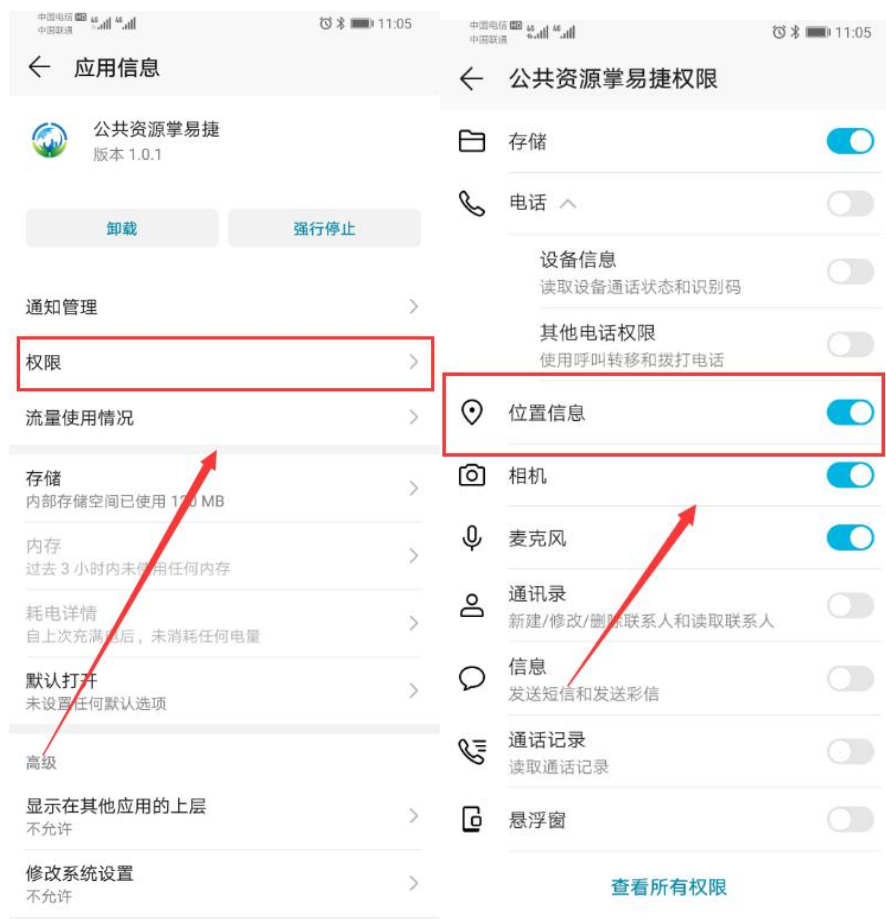 中国电信 HD 4G 4G 11:05
中国联通
应用信息
公共资源掌易捷
版本 1.0.1
卸载 强行停止
通知管理
权限
流量使用情况
存储
内部存储空间已使用 120 MB
内存
过去 3 小时内未使用任何内存
耗电详情
自上次充满电后，未消耗任何电量
默认打开
未设置任何默认选项
高级
显示在其他应用的上层
不允许
修改系统设置
不允许
中国电信 HD 4G 4G 11:05
中国联通
公共资源掌易捷权限
存储
电话
设备信息
读取设备通话状态和识别码
其他电话权限
使用呼叫转移和拨打电话
位置信息
相机
麦克风
通讯录
新建/修改/删除联系人和读取联系人
信息
发送短信和发送彩信
通话记录
读取通话记录
悬浮窗
查看所有权限